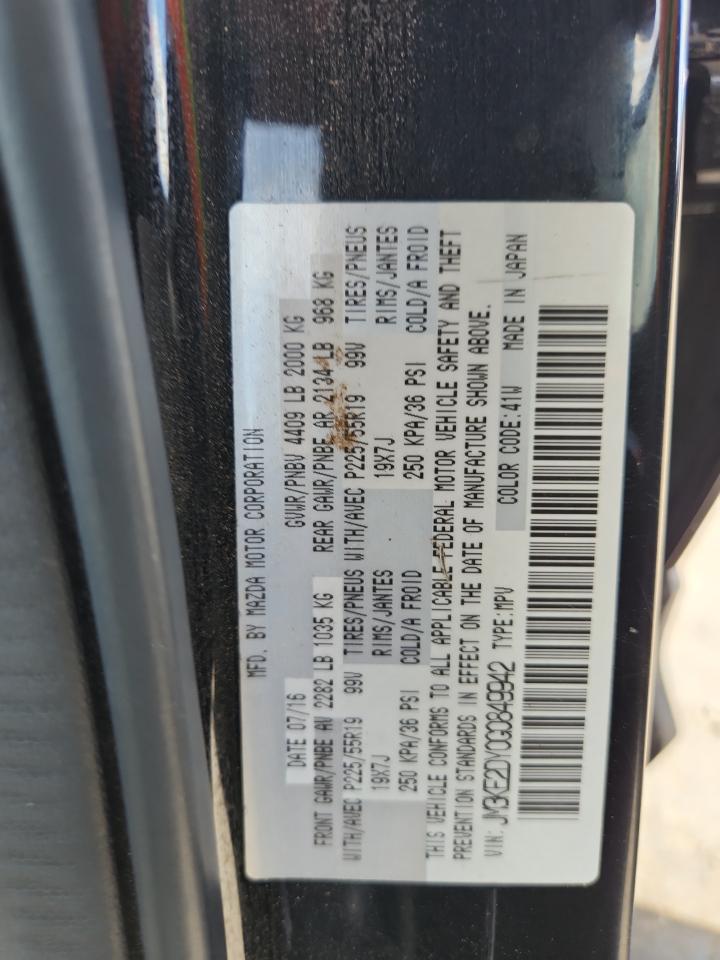 MFD. BY MAZDA MOTOR CORPORATION
DATE 07/16 GVWR/PNBV 4409 LB 2000 KG
FRONT GAWR/PNBE AV 2282 LB 1035 KG REAR GAWR/PNBE AR 2134 LB 968 KG
WITH/AVEC P225/55R19 99V TIRES/PNEUS WITH/AVEC P225/55R19 99V TIRES/PNEUS
19X7J RIMS/JANTES 19X7J RIMS/JANTES
250 KPA/36 PSI COLD/A FROID 250 KPA/36 PSI COLD/A FROID
THIS VEHICLE CONFORMS TO ALL APPLICABLE FEDERAL MOTOR VEHICLE SAFETY AND THEFT
PREVENTION STANDARDS IN EFFECT ON THE DATE OF MANUFACTURE SHOWN ABOVE.
VIN: JM3KE2DY0G0849942 TYPE:MPV COLOR CODE:41W MADE IN JAPAN